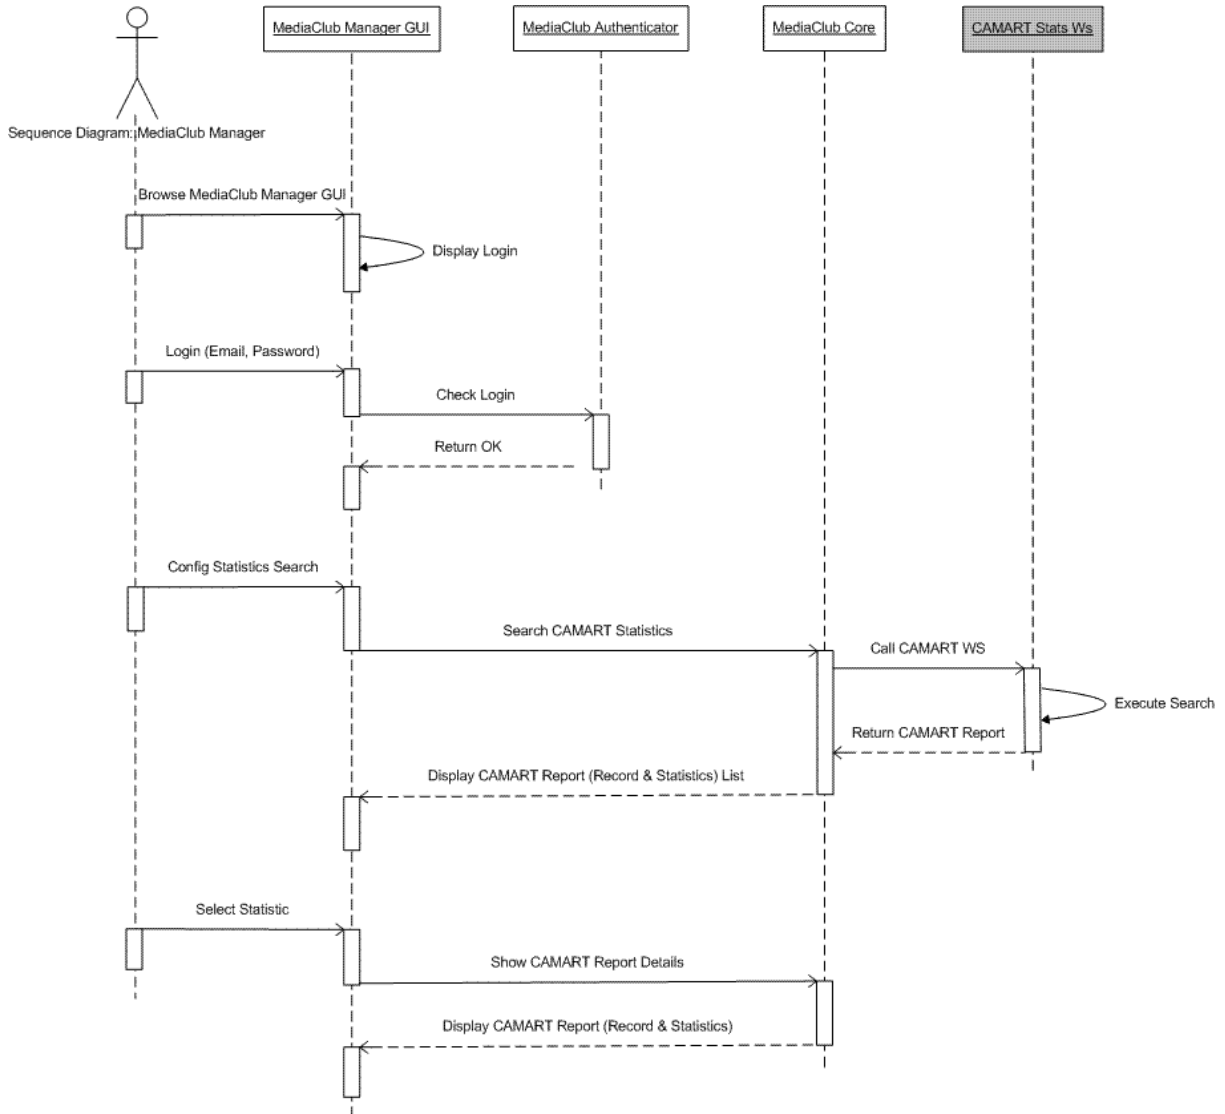 MediaClub Manager GUI
MediaClub Authenticator
MediaClub Core
CAMART Stats Ws
Sequence Diagram: MediaClub Manager
Browse MediaClub Manager GUI
Display Login
Login (Email, Password)
Check Login
Return OK
Config Statistics Search
Search CAMART Statistics
Call CAMART WS
Execute Search
Return CAMART Report
Display CAMART Report (Record & Statistics) List
Select Statistic
Show CAMART Report Details
Display CAMART Report (Record & Statistics)